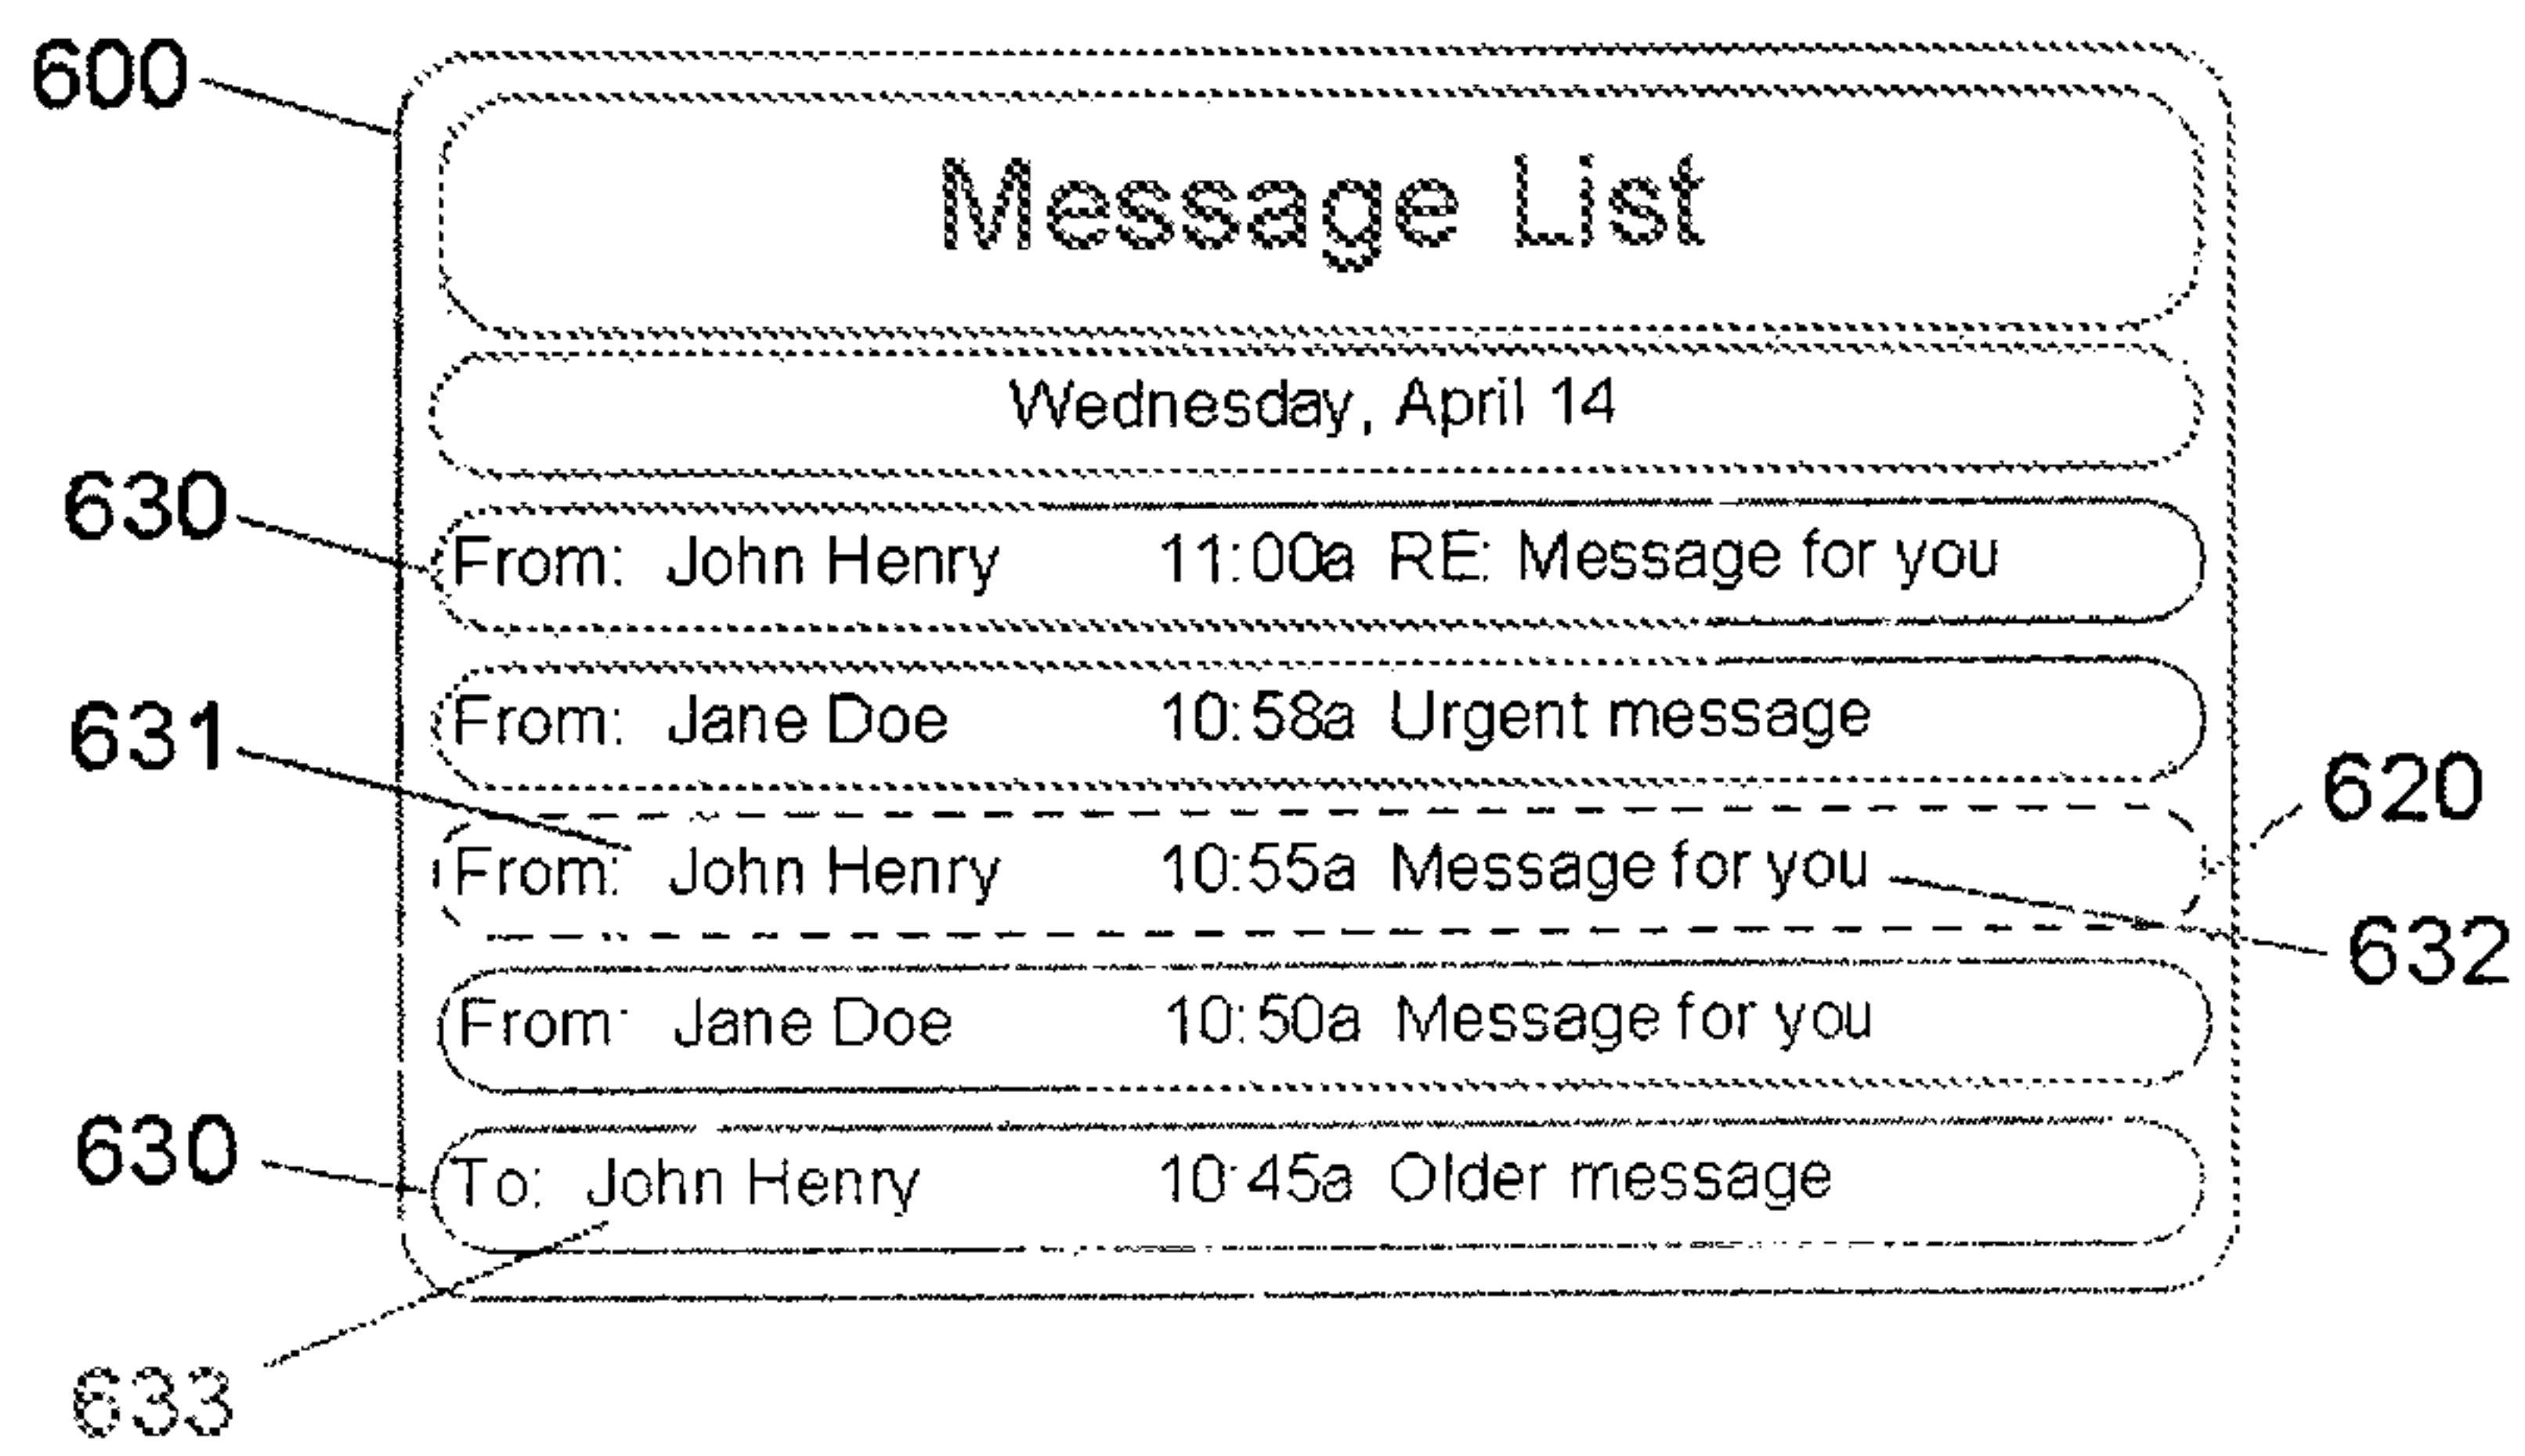 600
Message List
Wednesday, April 14
630
From: John Henry 11:00a RE: Message for you
From: Jane Doe 10:58a Urgent message
631
620
From: John Henry 10:55a Message for you
632
From: Jane Doe 10:50a Message for you
630
To: John Henry 10:45a Older message
633